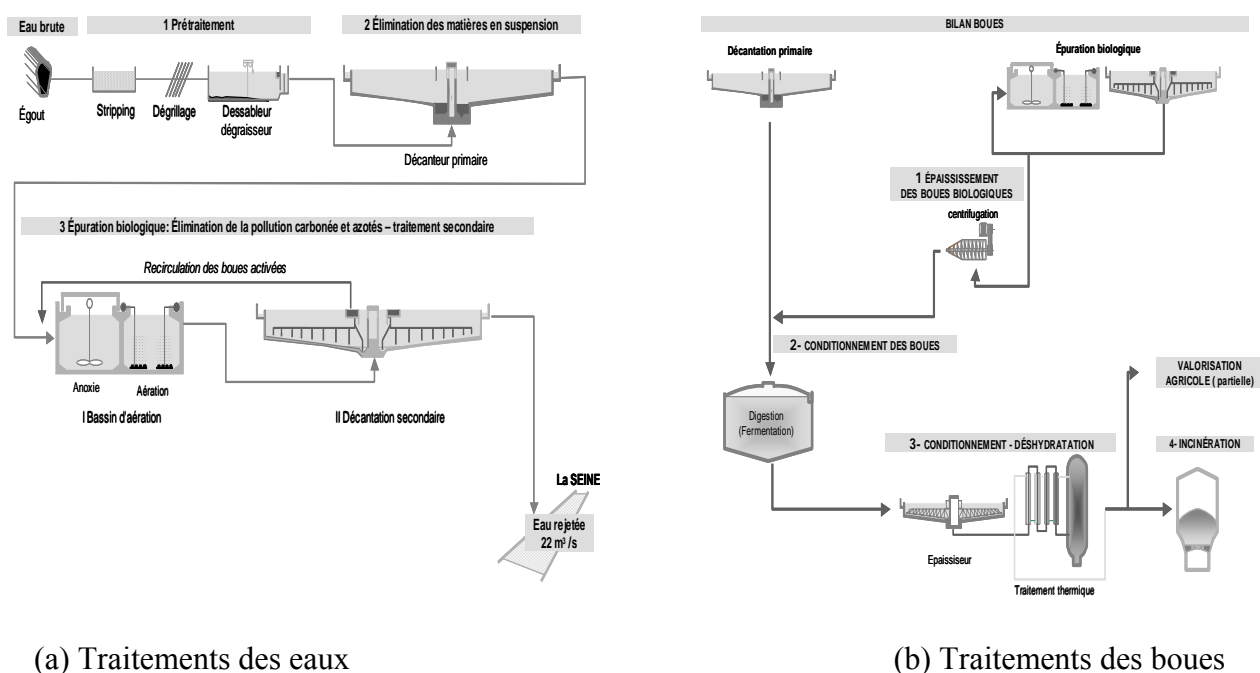 Eau brute
1 Prétraitement
2 Élimination des matières en suspension
Égout
Stripping
Dégrillage
Dessableur
dégraisseur
Décanteur primaire
3 Épuration biologique: Élimination de la pollution carbonée et azotés – traitement secondaire
Recirculation des boues activées
Anoxie
Aération
I Bassin d'aération
II Décantation secondaire
La SEINE
Eau rejetée
22 m³ /s
(a) Traitements des eaux
BILAN BOUES
Décantation primaire
Épuration biologique
1 ÉPAISSISSEMENT
DES BOUES BIOLOGIQUES
centrifugation
2- CONDITIONNEMENT DES BOUES
Digestion
(Fermentation)
3- CONDITIONNEMENT - DÉSHYDRATATION
Epaissiseur
Traitement thermique
VALORISATION
AGRICOLE ( partielle)
4- INCINÉRATION
(b) Traitements des boues